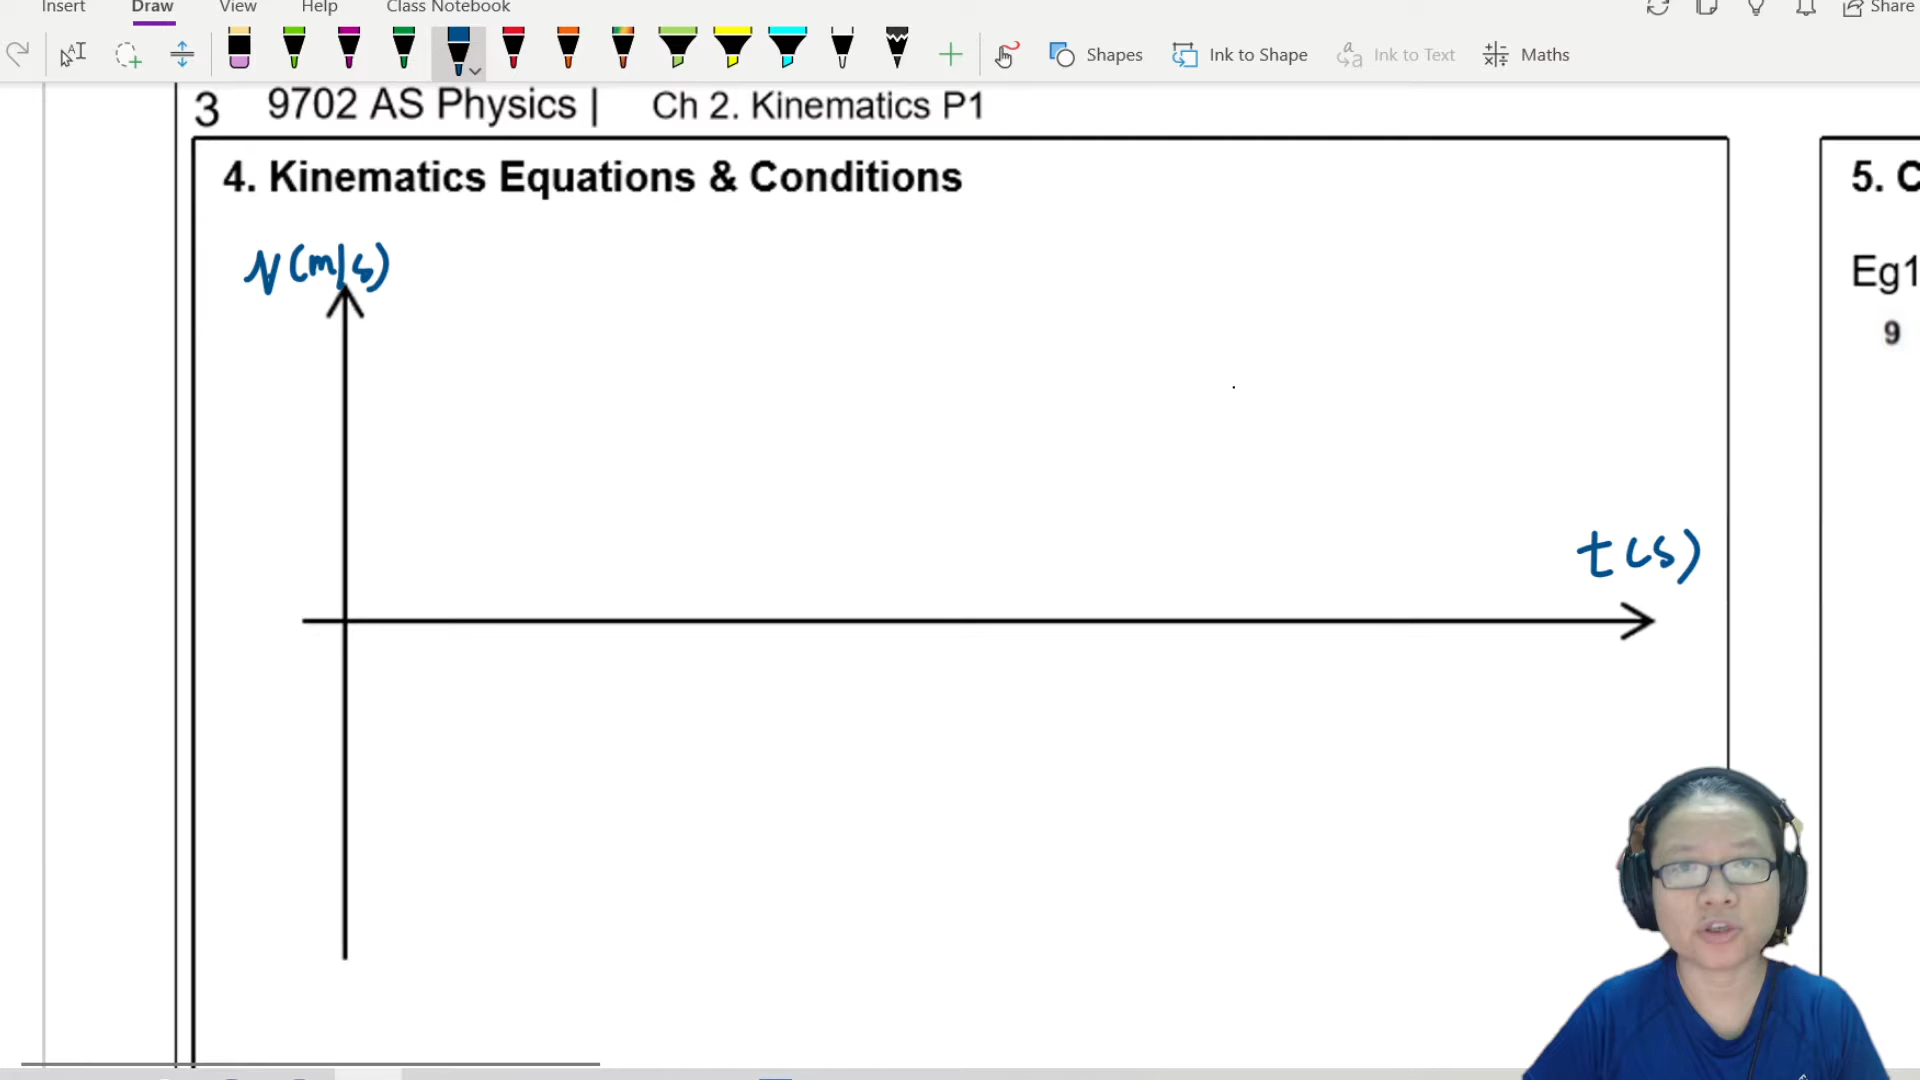 Insert Draw View Help Class Notebook Share
Shapes Ink to Shape Ink to Text Maths
3 9702 AS Physics | Ch 2. Kinematics P1
4. Kinematics Equations & Conditions
5. C
v (m/s)
Eg1
9
t (s)